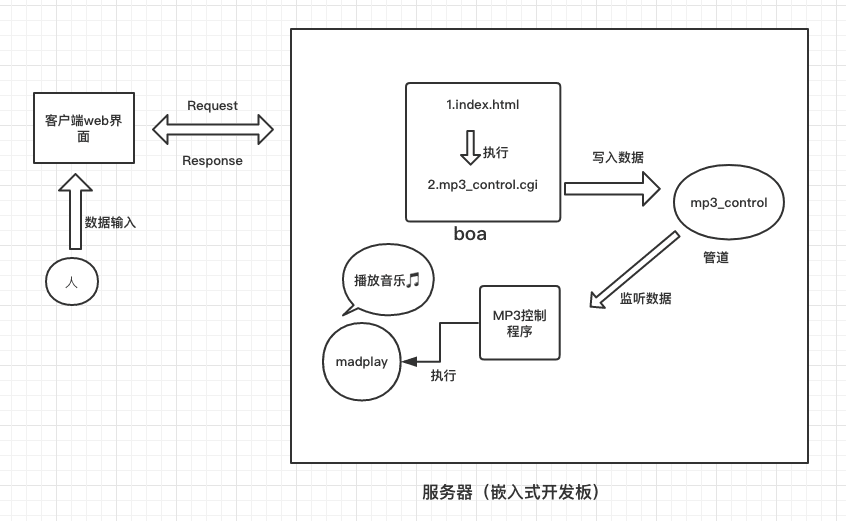 客户端web界
面
Request
Response
数据输入
人
1.index.html
执行
2.mp3_control.cgi
boa
写入数据
mp3_control
管道
监听数据
MP3控制
程序
执行
madplay
播放音乐🎵
服务器（嵌入式开发板）